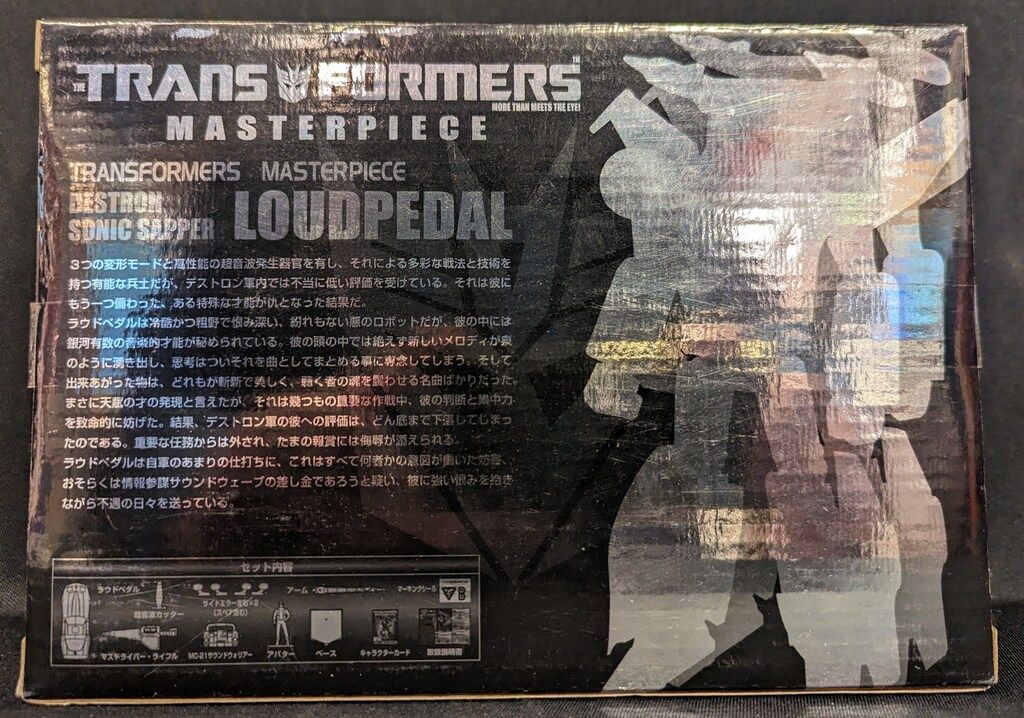 THE TRANSFORMERS™
MORE THAN MEETS THE EYE!
MASTERPIECE
TRANSFORMERS MASTERPIECE
DESTRON
SONIC SAPPER LOUDPEDAL
3つの変形モードと高性能の超音波発生器官を有し、それによる多彩な戦法と技術を
持つ有能な兵士だが、デストロン軍内では不当に低い評価を受けている。それは彼に
もう一つ備わった、ある特殊な才能が仇となった結果だ。
ラウドペダルは冷酷かつ粗野で恨み深い、紛れもない悪のロボットだが、彼の中には
銀河有数の音楽的才能が秘められている。彼の頭の中では絶えず新しいメロディが泉
のように湧き出し、思考はついそれを曲としてまとめる事に専念してしまう。そして
出来あがった物は、どれもが斬新で美しく、聴く者の魂を震わせる名曲ばかりだった。
まさに天賦の才の発現と言えたが、それは幾つもの重要な作戦中、彼の判断と集中力
を致命的に妨げた。結果、デストロン軍の彼への評価は、どん底まで下落してしまっ
たのである。重要な任務からは外され、たまの報賞には侮辱が添えられる。
ラウドペダルは自軍のあまりの仕打ちに、これはすべて何者かの意図が働いた妨害、
おそらくは情報参謀サウンドウェーブの差し金であろうと疑い、彼に強い恨みを抱き
ながら不遇の日々を送っている。
セット内容
ラウドペダル
超音波カッター
マスドライバー・ライフル
サイドミラー左右×2
(スペア含む)
MC-21サウンドウォリアー
アーム
アバター
ベース
キャラクターカード
マーキングシール
取扱説明書